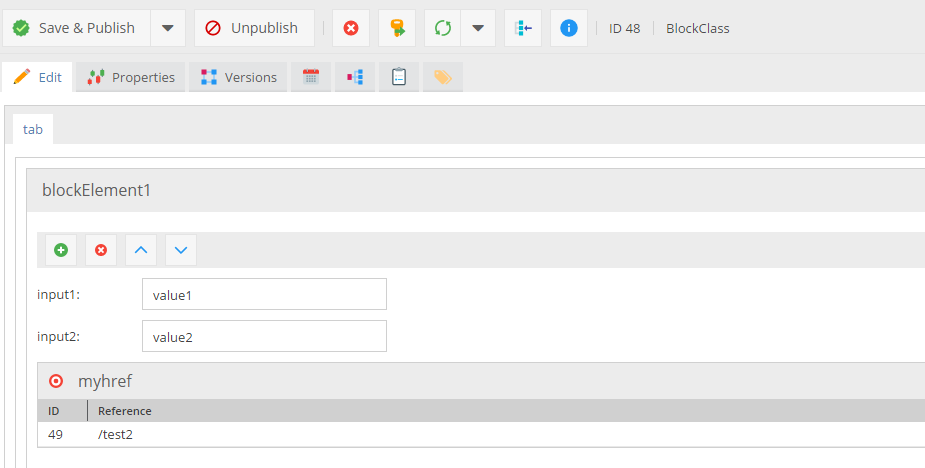 Save & Publish Unpublish ID 48 BlockClass
Edit Properties Versions
tab
blockElement1
input1: value1
input2: value2
myhref
ID Reference
49 /test2